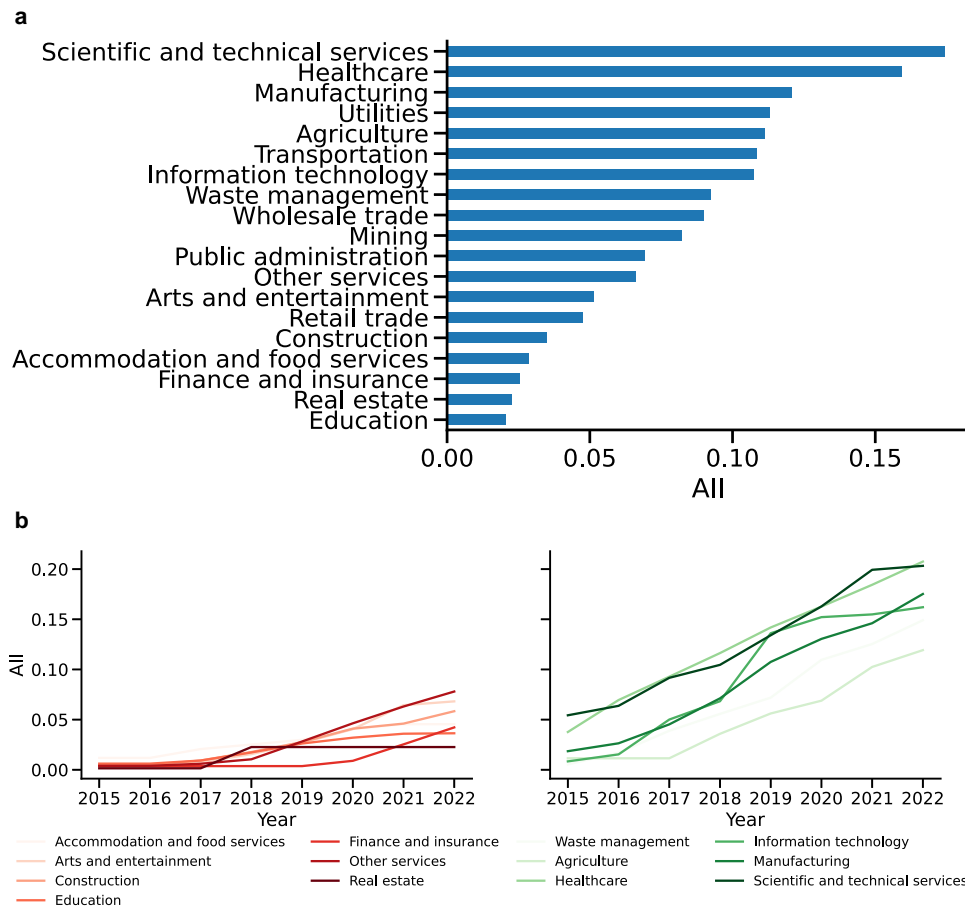 a
Scientific and technical services
Healthcare
Manufacturing
Utilities
Agriculture
Transportation
Information technology
Waste management
Wholesale trade
Mining
Public administration
Other services
Arts and entertainment
Retail trade
Construction
Accommodation and food services
Finance and insurance
Real estate
Education
0.00 0.05 0.10 0.15
All
b
0.20
0.15
0.10
0.05
0.00
All
2015 2016 2017 2018 2019 2020 2021 2022
Year
2015 2016 2017 2018 2019 2020 2021 2022
Year
Accommodation and food services
Arts and entertainment
Construction
Education
Finance and insurance
Other services
Real estate
Waste management
Agriculture
Healthcare
Information technology
Manufacturing
Scientific and technical services